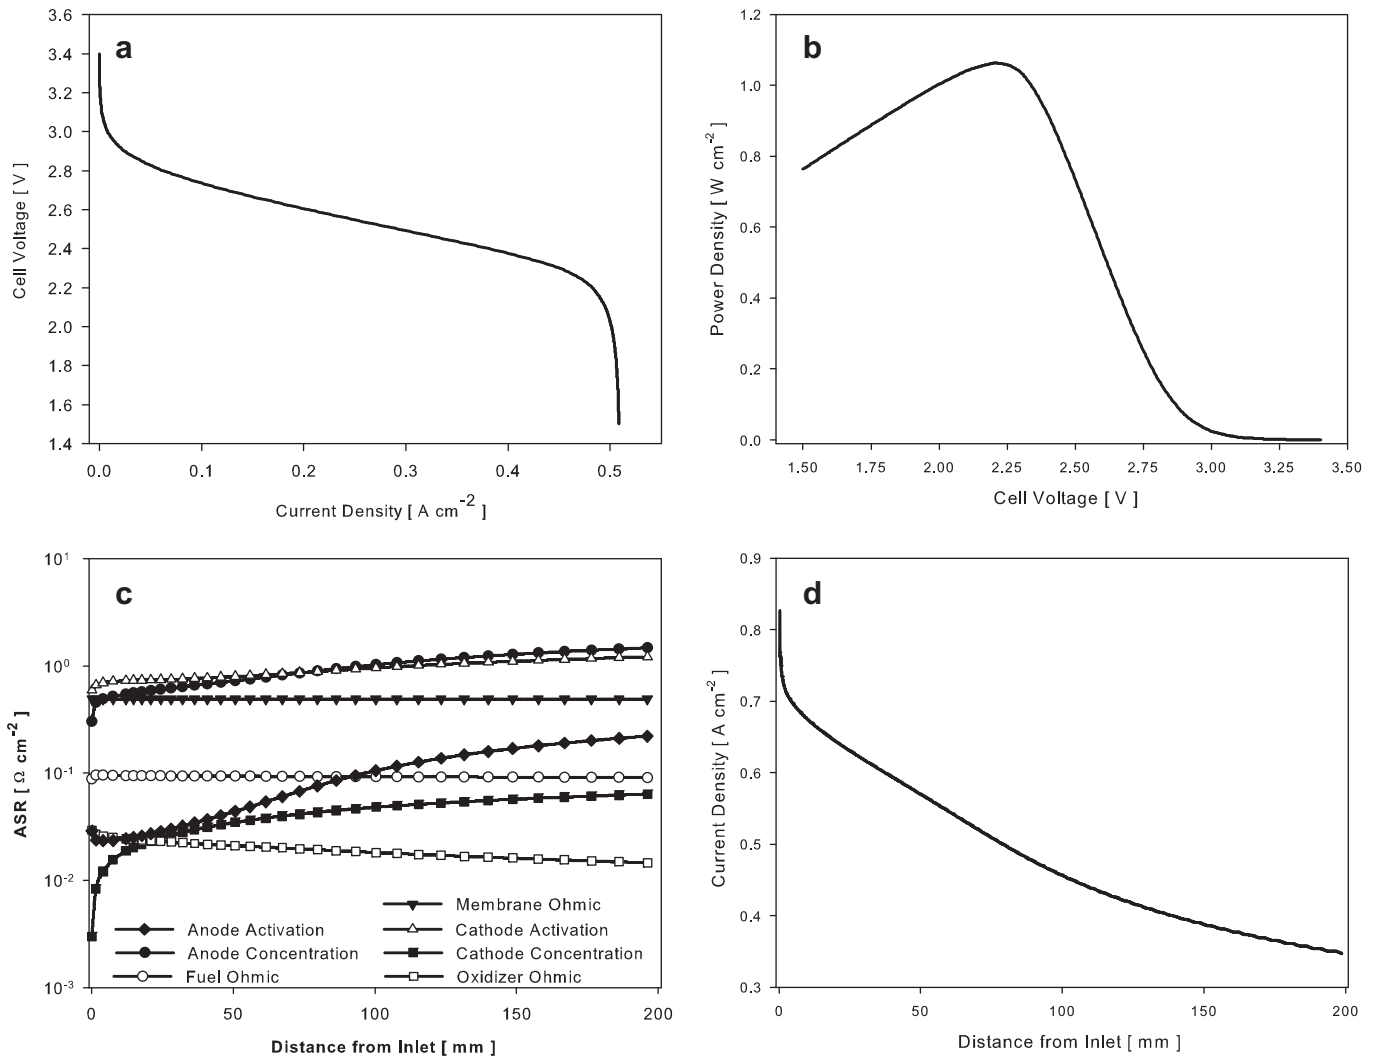 a
3.6
3.4
3.2
3.0
2.8
2.6
2.4
2.2
2.0
1.8
1.6
1.4
Cell Voltage [ V ]
0.0 0.1 0.2 0.3 0.4 0.5
Current Density [ A cm-2 ]
b
1.2
1.0
0.8
0.6
0.4
0.2
0.0
Power Density [ W cm-2 ]
1.50 1.75 2.00 2.25 2.50 2.75 3.00 3.25 3.50
Cell Voltage [ V ]
c
10¹
10⁰
10-1
10-2
10-3
ASR [ Ω cm-2 ]
Membrane Ohmic
Anode Activation Cathode Activation
Anode Concentration Cathode Concentration
Fuel Ohmic Oxidizer Ohmic
0 50 100 150 200
Distance from Inlet [ mm ]
d
0.9
0.8
0.7
0.6
0.5
0.4
0.3
Current Density [ A cm-2 ]
0 50 100 150 200
Distance from Inlet [ mm ]